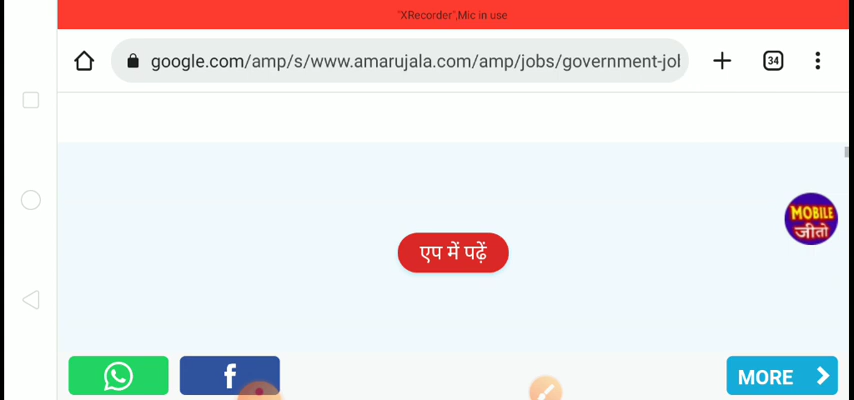 "XRecorder",Mic in use
google.com/amp/s/www.amarujala.com/amp/jobs/government-jol
34
MOBILE
जीतो
एप में पढ़ें
f
MORE